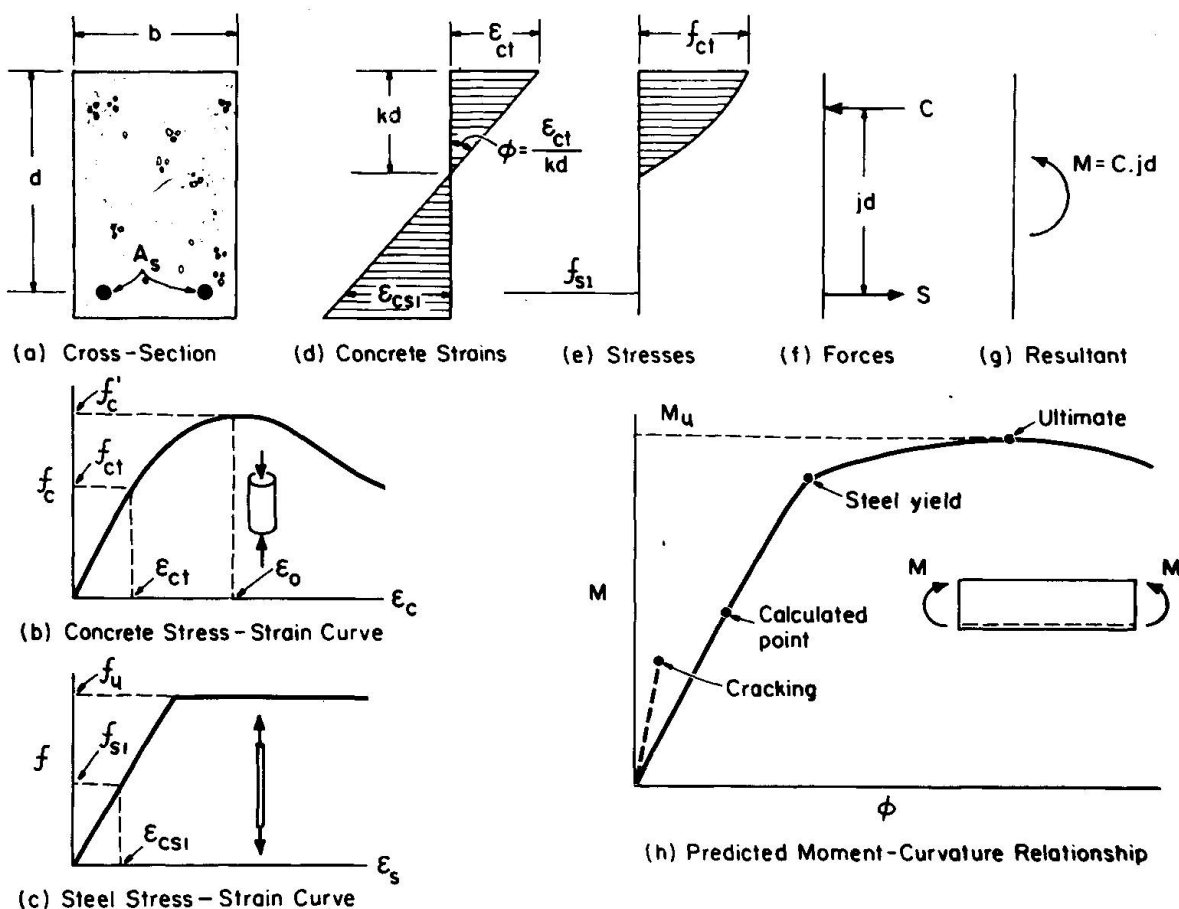 b
d
A_s
(a) Cross-Section
ε_ct
kd
ϕ = ε_ct / kd
ε_cs1
(d) Concrete Strains
f_ct
f_s1
(e) Stresses
C
jd
S
(f) Forces
M = C.jd
(g) Resultant
f'_c
f_ct
f_c
ε_ct
ε_o
ε_c
(b) Concrete Stress-Strain Curve
f_u
f_s1
f
ε_cs1
ε_s
(c) Steel Stress-Strain Curve
M_u
Ultimate
Steel yield
M
M
M
Calculated
point
Cracking
ϕ
(h) Predicted Moment-Curvature Relationship